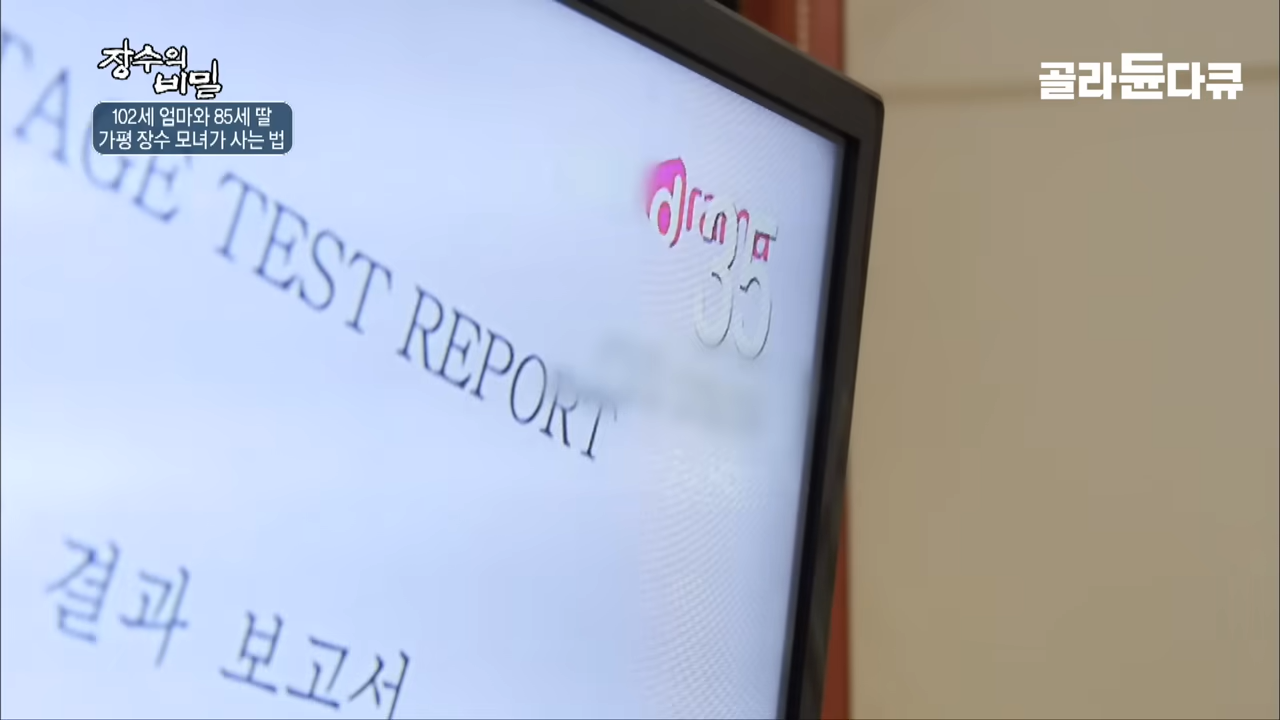 장수의
비밀
102세 엄마와 85세 딸
가평 장수 모녀가 사는 법
골라듄다큐
TAGE TEST REPORT
결과 보고서